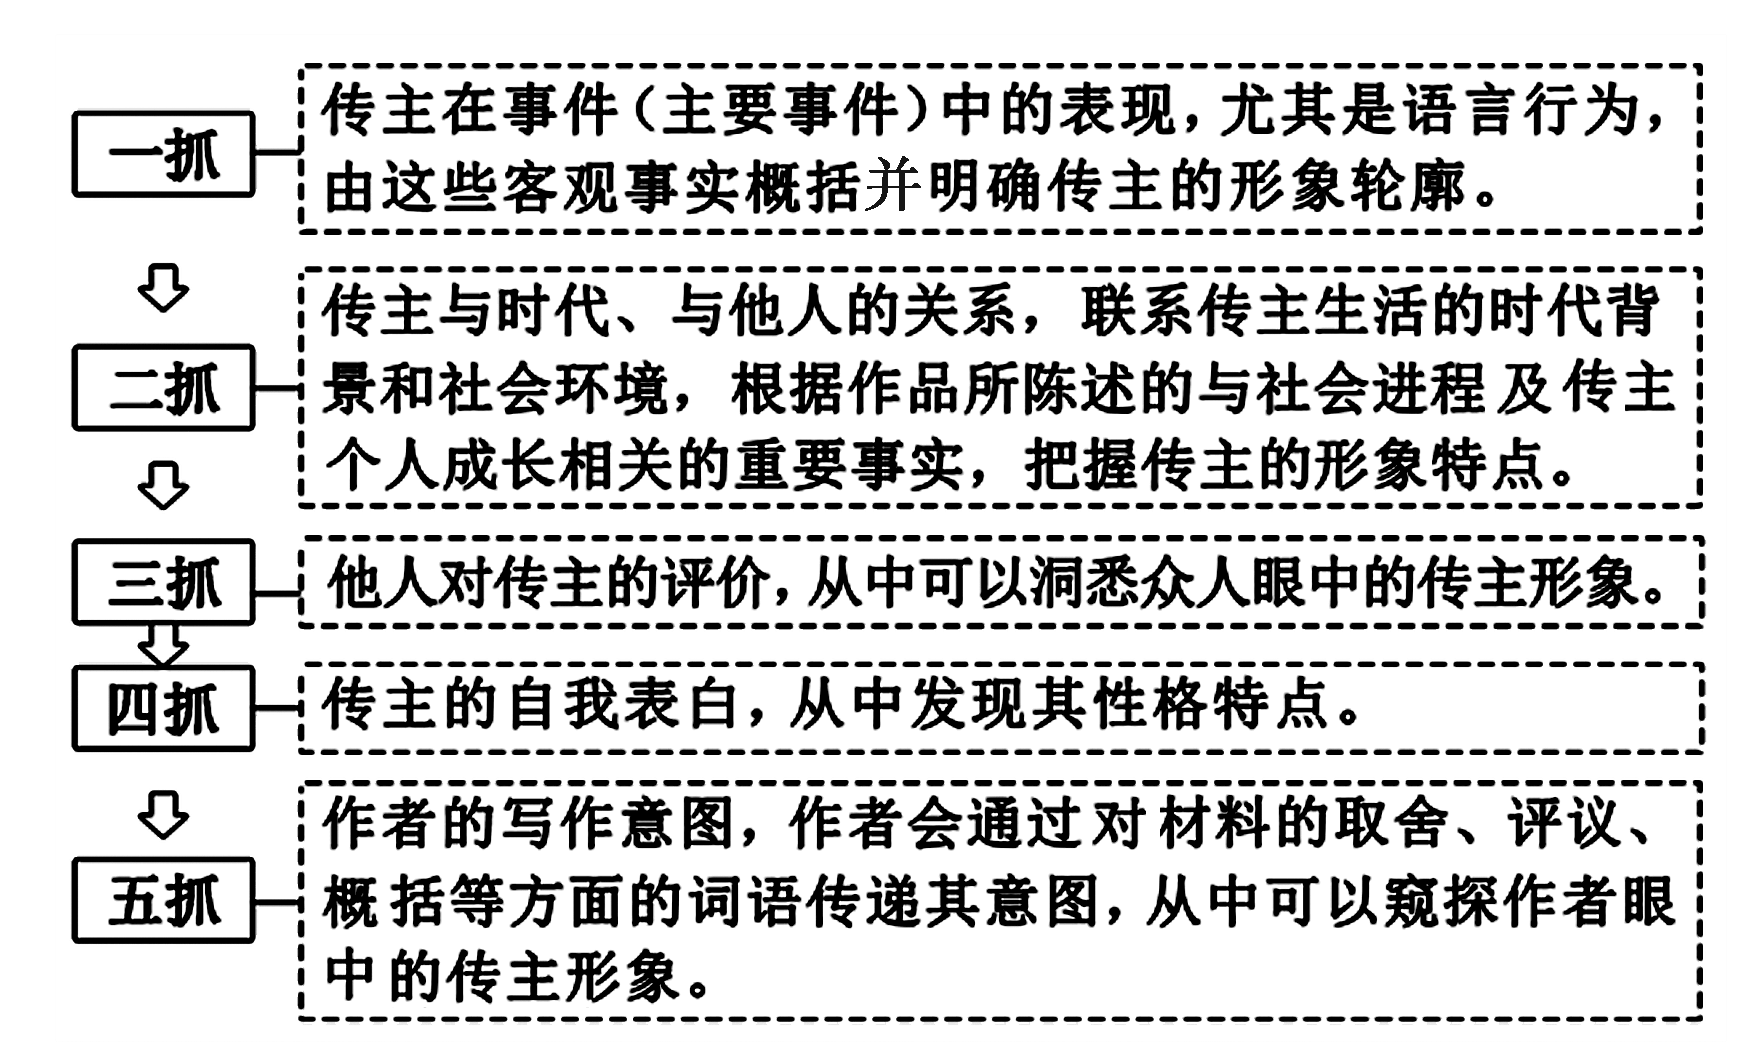 一抓
传主在事件（主要事件）中的表现，尤其是语言行为，
由这些客观事实概括并明确传主的形象轮廓。
二抓
传主与时代、与他人的关系，联系传主生活的时代背
景和社会环境，根据作品所陈述的与社会进程及传主
个人成长相关的重要事实，把握传主的形象特点。
三抓
他人对传主的评价，从中可以洞悉众人眼中的传主形象。
四抓
传主的自我表白，从中发现其性格特点。
五抓
作者的写作意图，作者会通过对材料的取舍、评议、
概括等方面的词语传递其意图，从中可以窥探作者眼
中的传主形象。